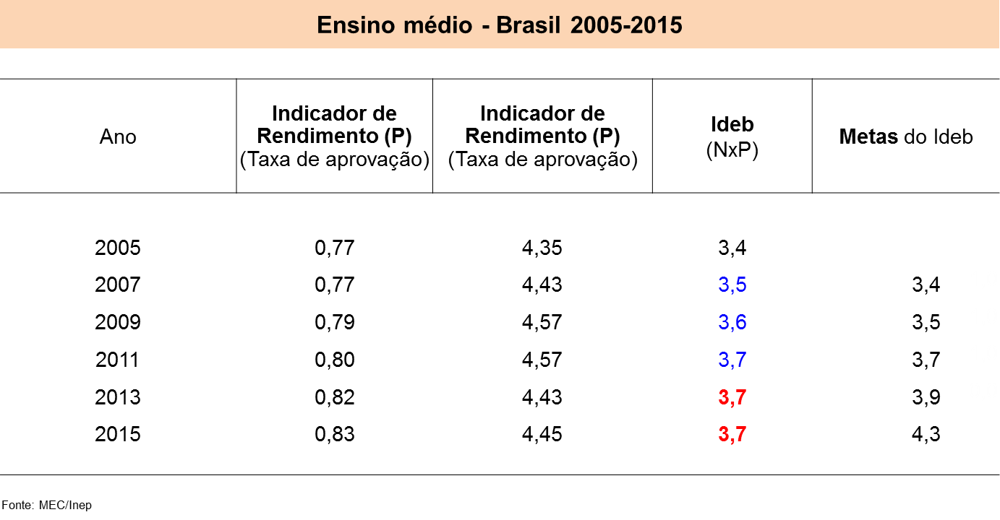 Ensino médio - Brasil 2005-2015
Ano
Indicador de
Rendimento (P)
(Taxa de aprovação)
Indicador de
Rendimento (P)
(Taxa de aprovação)
Ideb
(NxP)
Metas do Ideb
2005 0,77 4,35 3,4
2007 0,77 4,43 3,5 3,4
2009 0,79 4,57 3,6 3,5
2011 0,80 4,57 3,7 3,7
2013 0,82 4,43 3,7 3,9
2015 0,83 4,45 3,7 4,3
Fonte: MEC/Inep